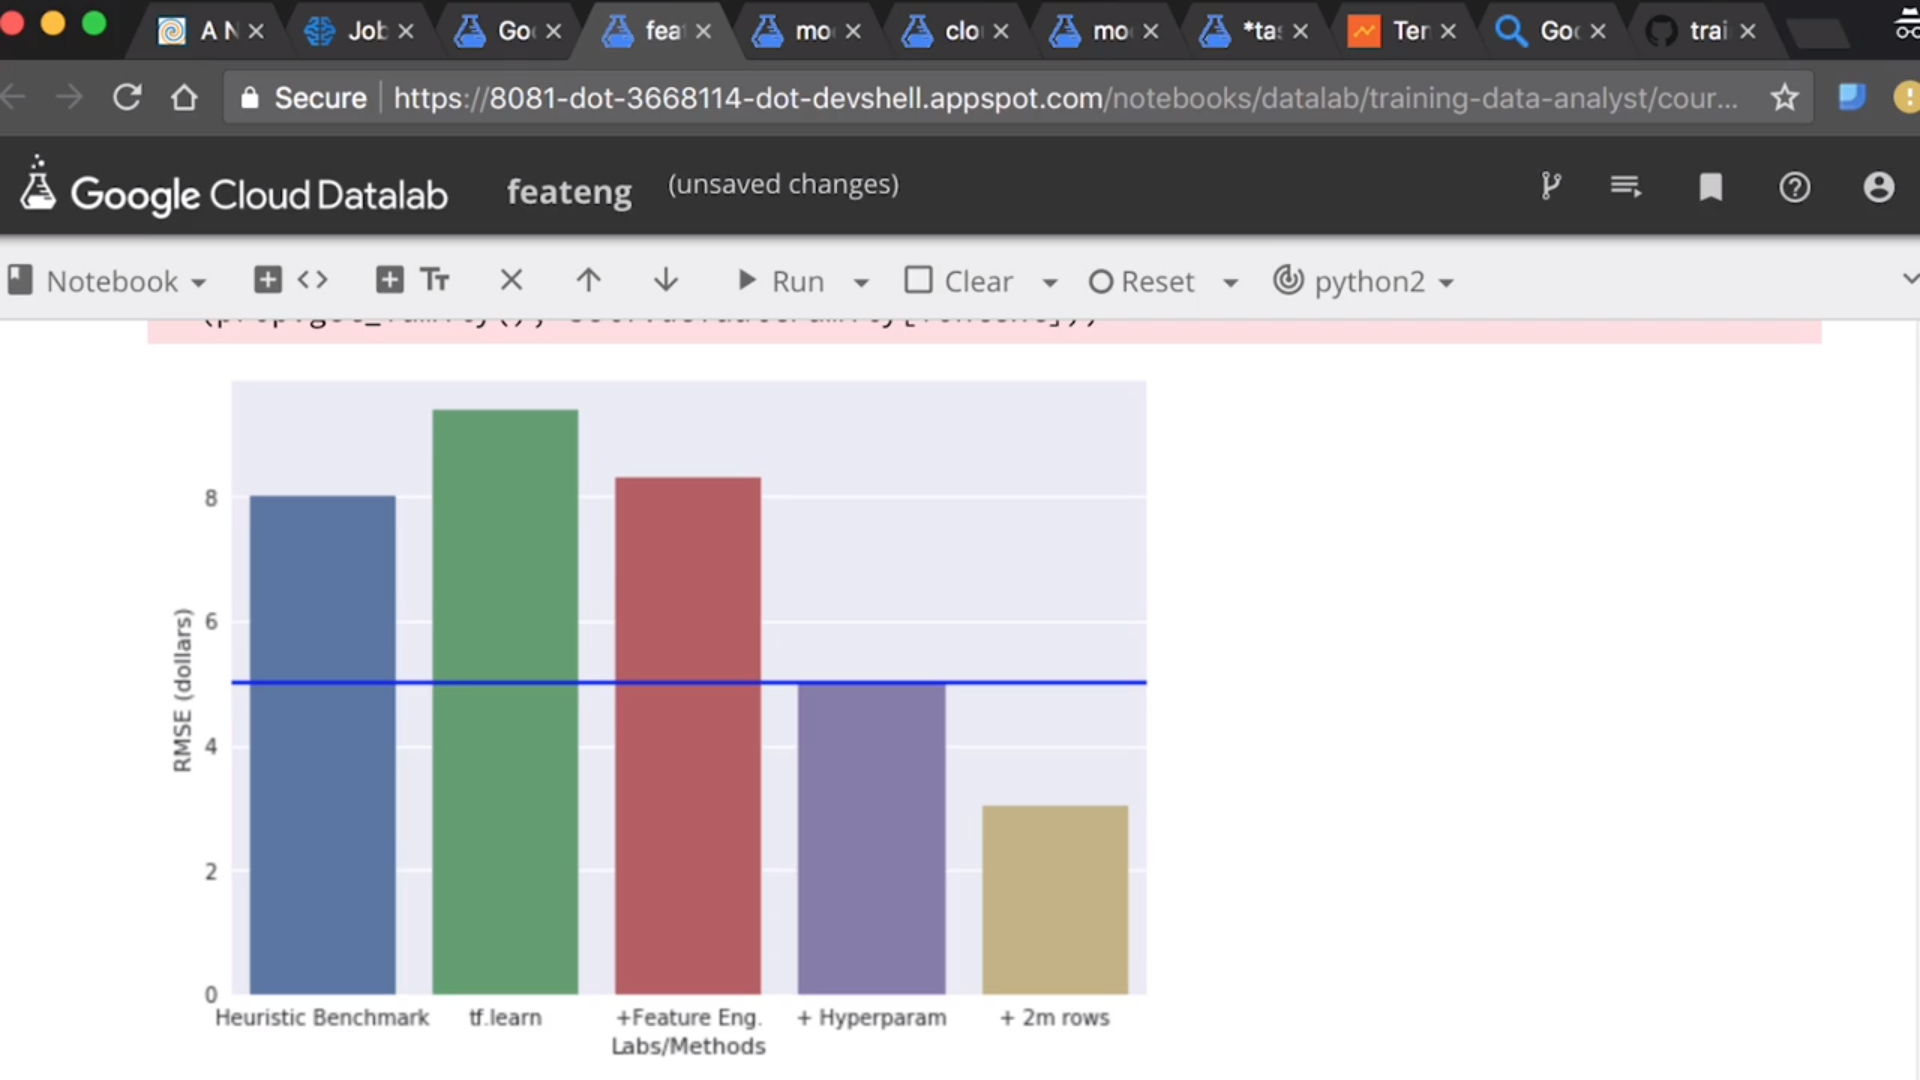 A N Job Go fea mo clo mo *ta Ter Go trai
Secure https://8081-dot-3668114-dot-devshell.appspot.com/notebooks/datalab/training-data-analyst/cour...
Google Cloud Datalab feateng (unsaved changes)
Notebook <> Tт Run Clear Reset python2
8
6
4
2
0
RMSE (dollars)
Heuristic Benchmark tf.learn +Feature Eng. + Hyperparam + 2m rows
Labs/Methods